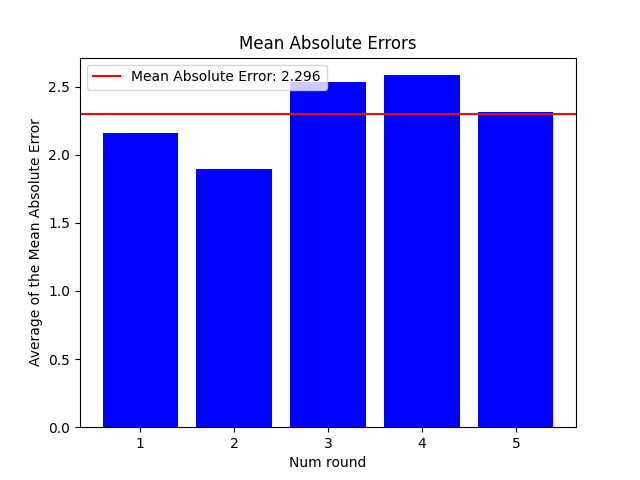 Mean Absolute Errors
Mean Absolute Error: 2.296
Average of the Mean Absolute Error
2.5
2.0
1.5
1.0
0.5
0.0
1 2 3 4 5
Num round